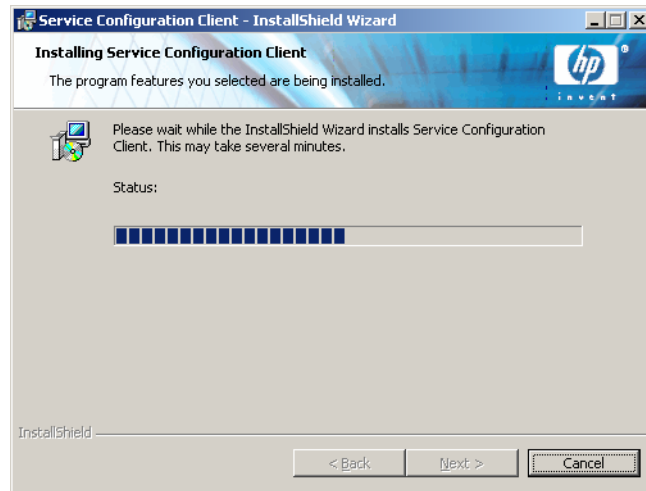 Service Configuration Client - InstallShield Wizard
Installing Service Configuration Client
The program features you selected are being installed.
hp
®
invent
Please wait while the InstallShield Wizard installs Service Configuration
Client. This may take several minutes.
Status:
InstallShield
< Back
Next >
Cancel